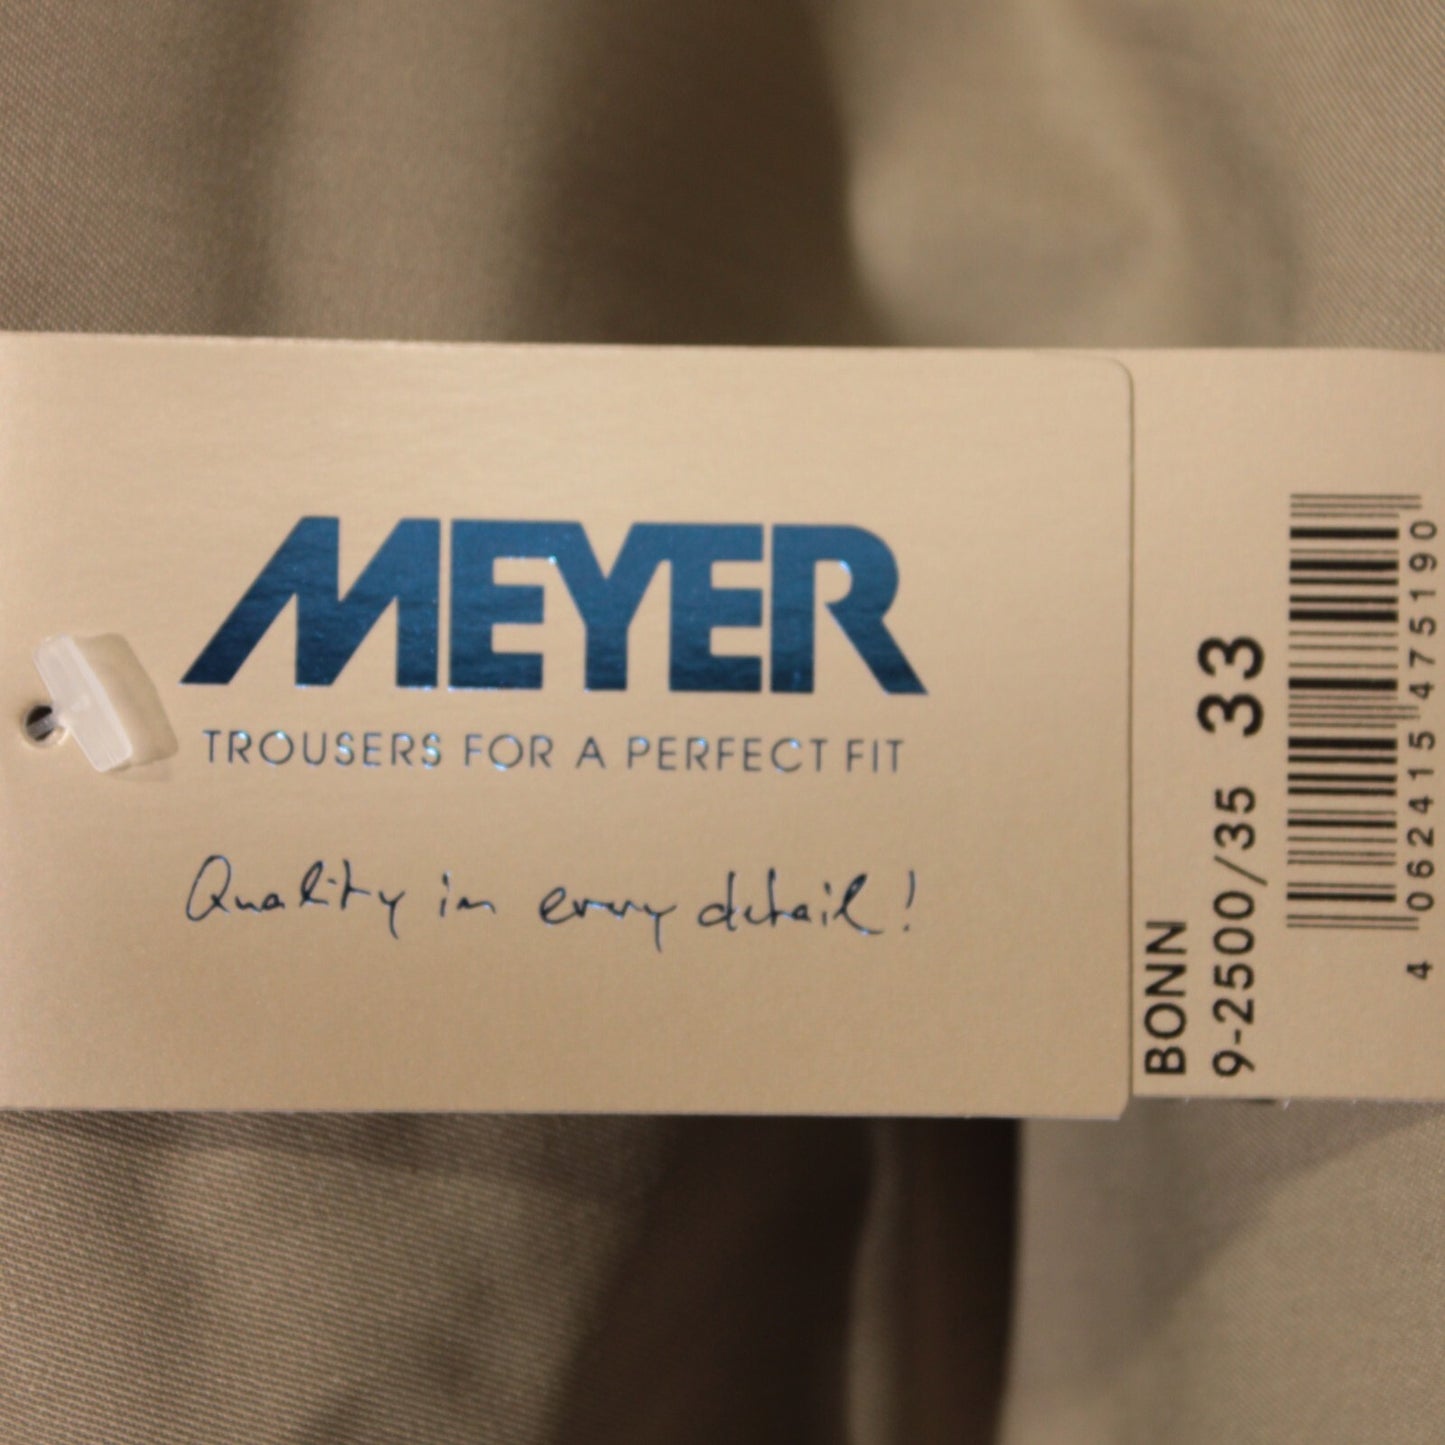 MEYER
TROUSERS FOR A PERFECT FIT
Quality in every detail!
BONN
9-2500/35 33
4 062415 475190